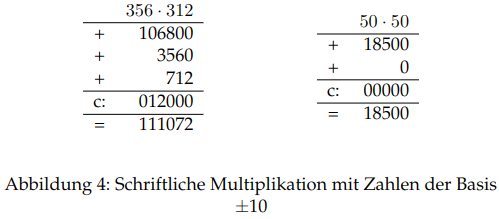 356 · 312
+ 106800
+ 3560
+ 712
c: 012000
= 111072
50 · 50
+ 18500
+ 0
c: 00000
= 18500
Abbildung 4: Schriftliche Multiplikation mit Zahlen der Basis
±10